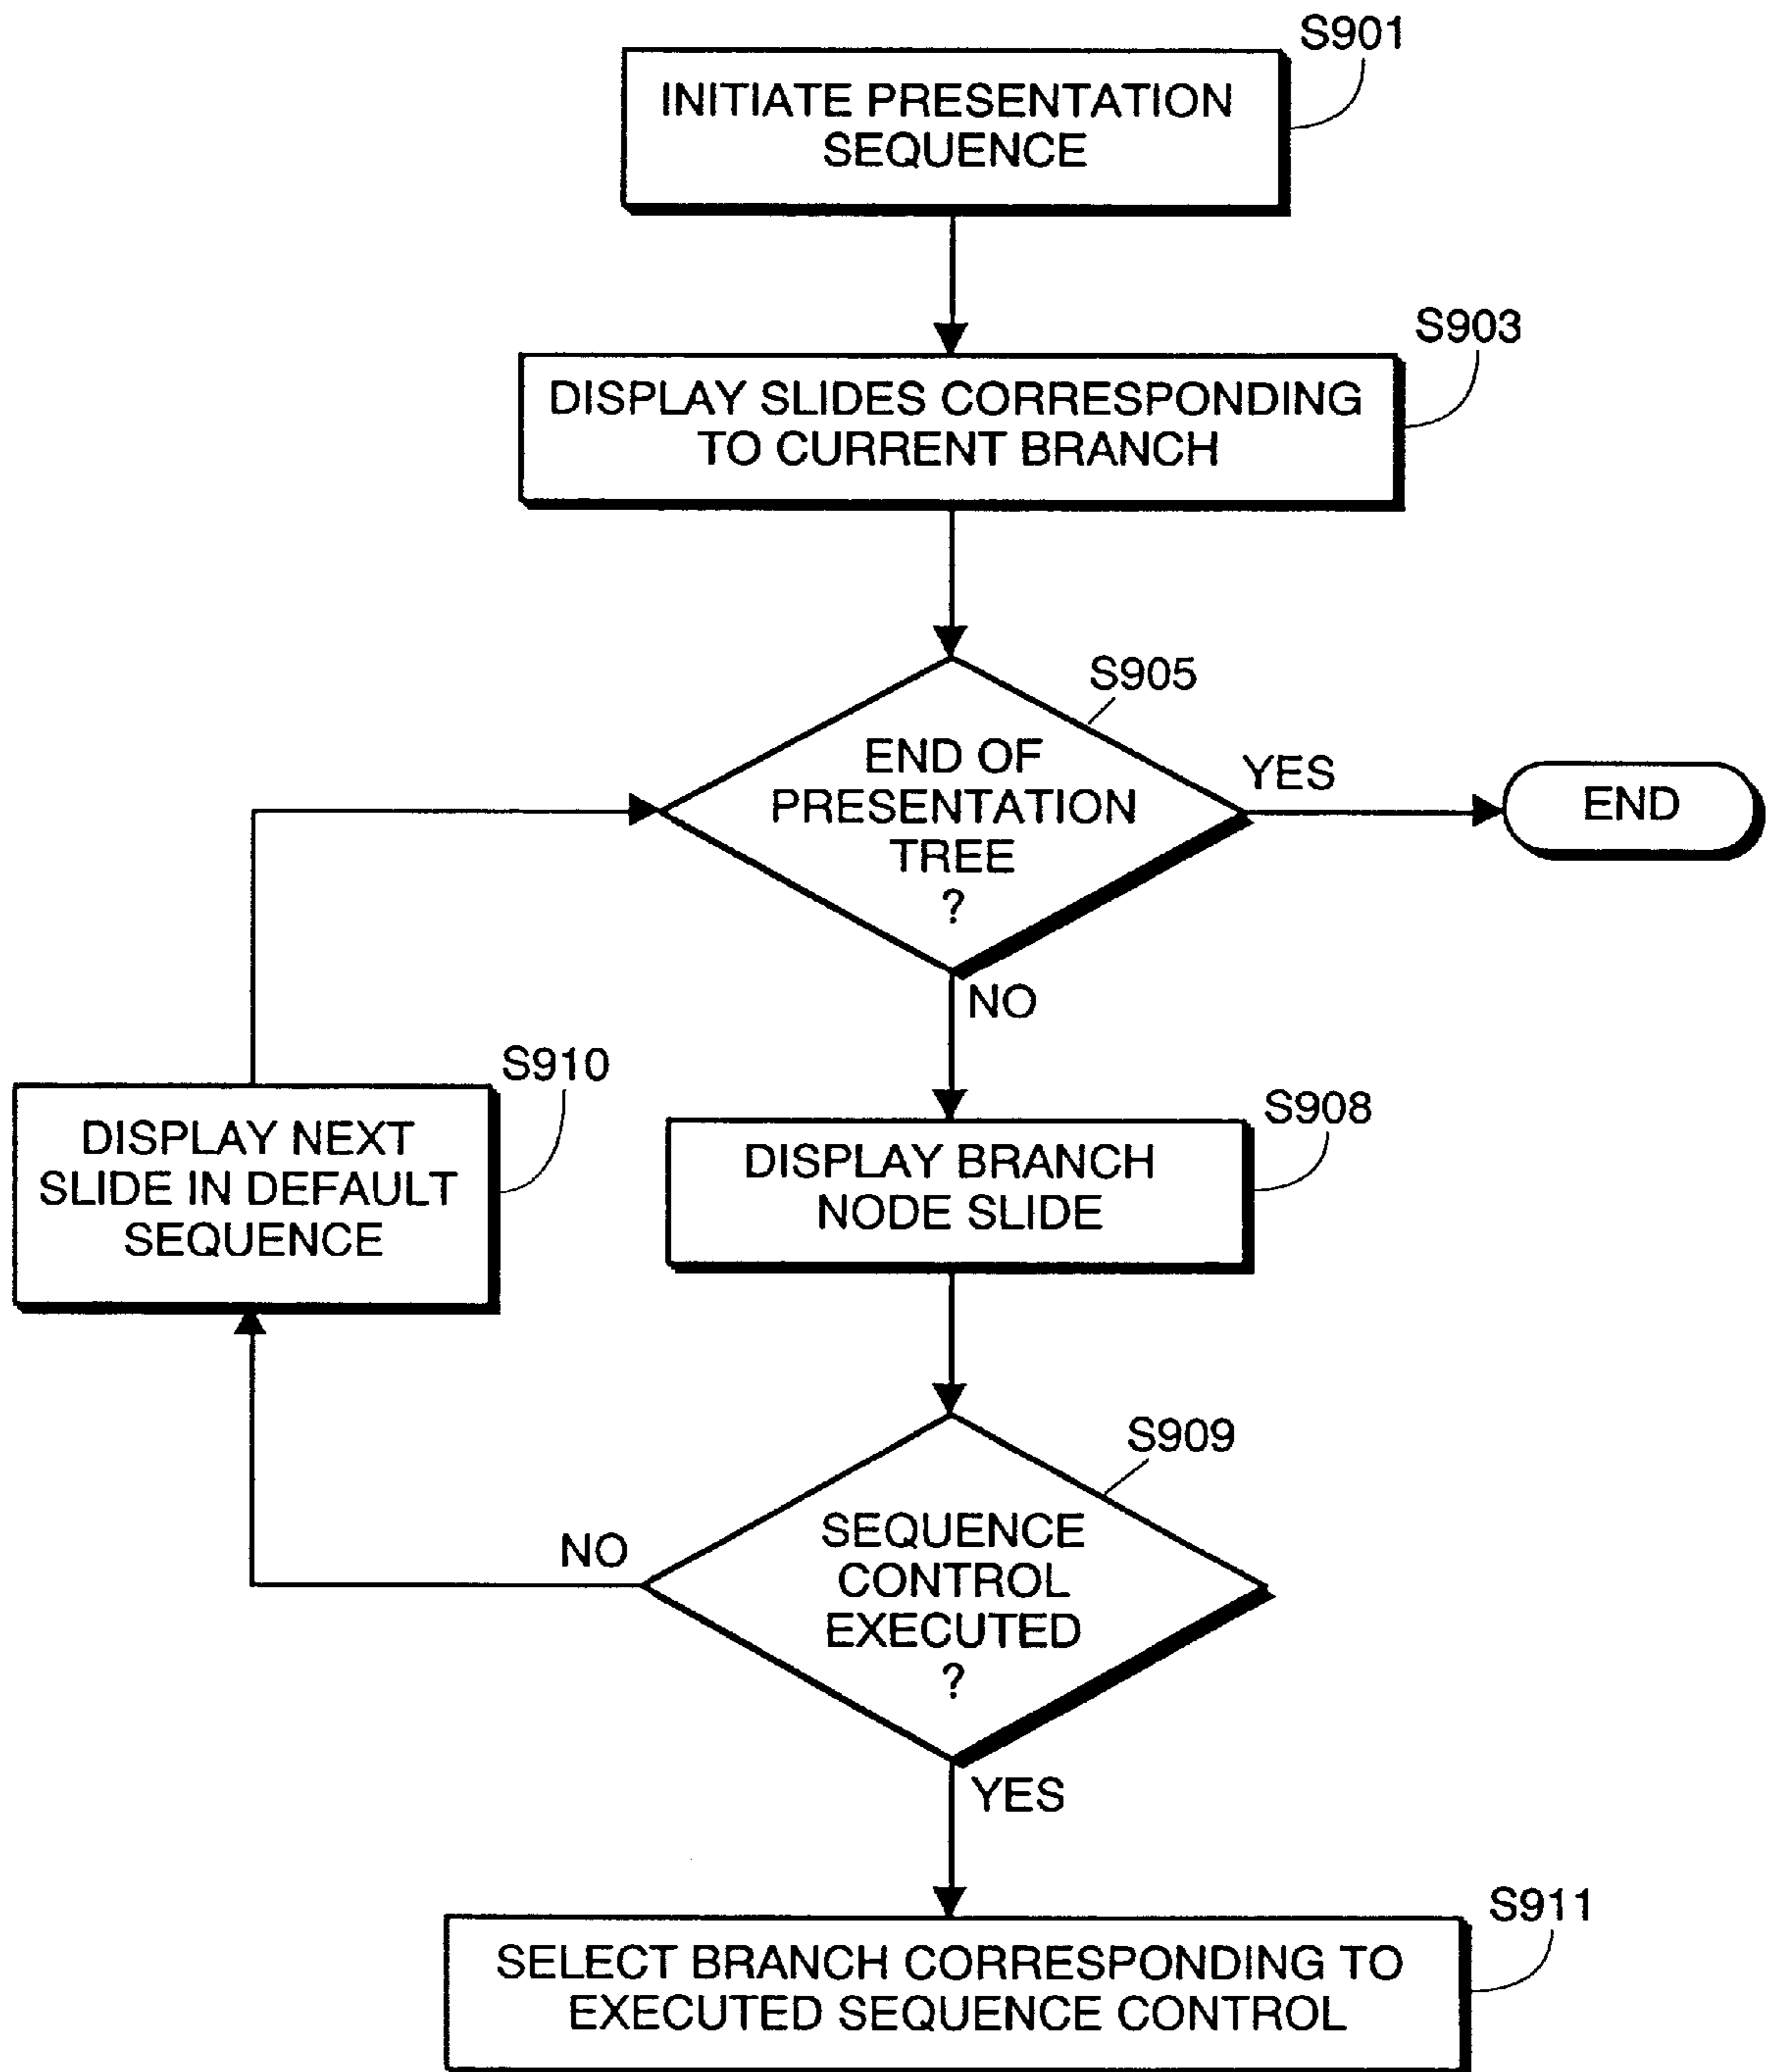 S901
INITIATE PRESENTATION
SEQUENCE
S903
DISPLAY SLIDES CORRESPONDING
TO CURRENT BRANCH
S905
END OF
PRESENTATION
TREE
?
YES
END
NO
S910
DISPLAY NEXT
SLIDE IN DEFAULT
SEQUENCE
S908
DISPLAY BRANCH
NODE SLIDE
S909
SEQUENCE
CONTROL
EXECUTED
?
NO
YES
S911
SELECT BRANCH CORRESPONDING TO
EXECUTED SEQUENCE CONTROL